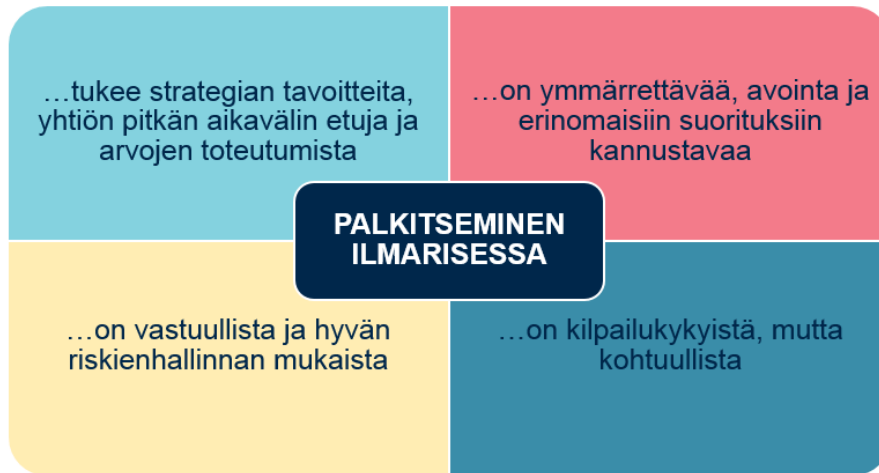 …tukee strategian tavoitteita,
yhtiön pitkän aikavälin etuja ja
arvojen toteutumista
…on ymmärrettävää, avointa ja
erinomaisiin suorituksiin
kannustavaa
PALKITSEMINEN
ILMARISESSA
…on vastuullista ja hyvän
riskienhallinnan mukaista
…on kilpailukykyistä, mutta
kohtuullista